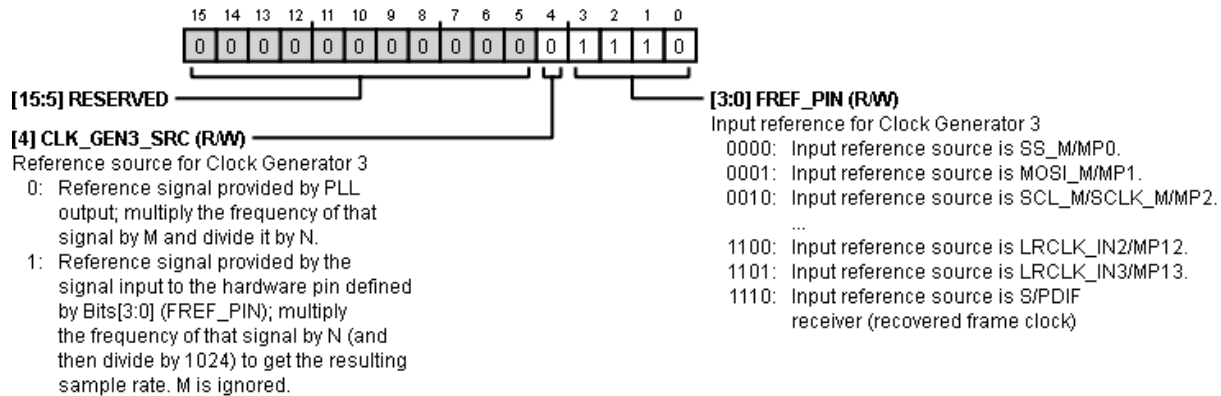 15 14 13 12 11 10 9 8 7 6 5 4 3 2 1 0
0 0 0 0 0 0 0 0 0 0 0 0 1 1 1 0
[15:5] RESERVED
[4] CLK_GEN3_SRC (R/W)
Reference source for Clock Generator 3
0: Reference signal provided by PLL
output; multiply the frequency of that
signal by M and divide it by N.
1: Reference signal provided by the
signal input to the hardware pin defined
by Bits[3:0] (FREF_PIN); multiply
the frequency of that signal by N (and
then divide by 1024) to get the resulting
sample rate. M is ignored.
[3:0] FREF_PIN (R/W)
Input reference for Clock Generator 3
0000: Input reference source is SS_M/MP0.
0001: Input reference source is MOSI_M/MP1.
0010: Input reference source is SCL_M/SCLK_M/MP2.
...
1100: Input reference source is LRCLK_IN2/MP12.
1101: Input reference source is LRCLK_IN3/MP13.
1110: Input reference source is S/PDIF
receiver (recovered frame clock)